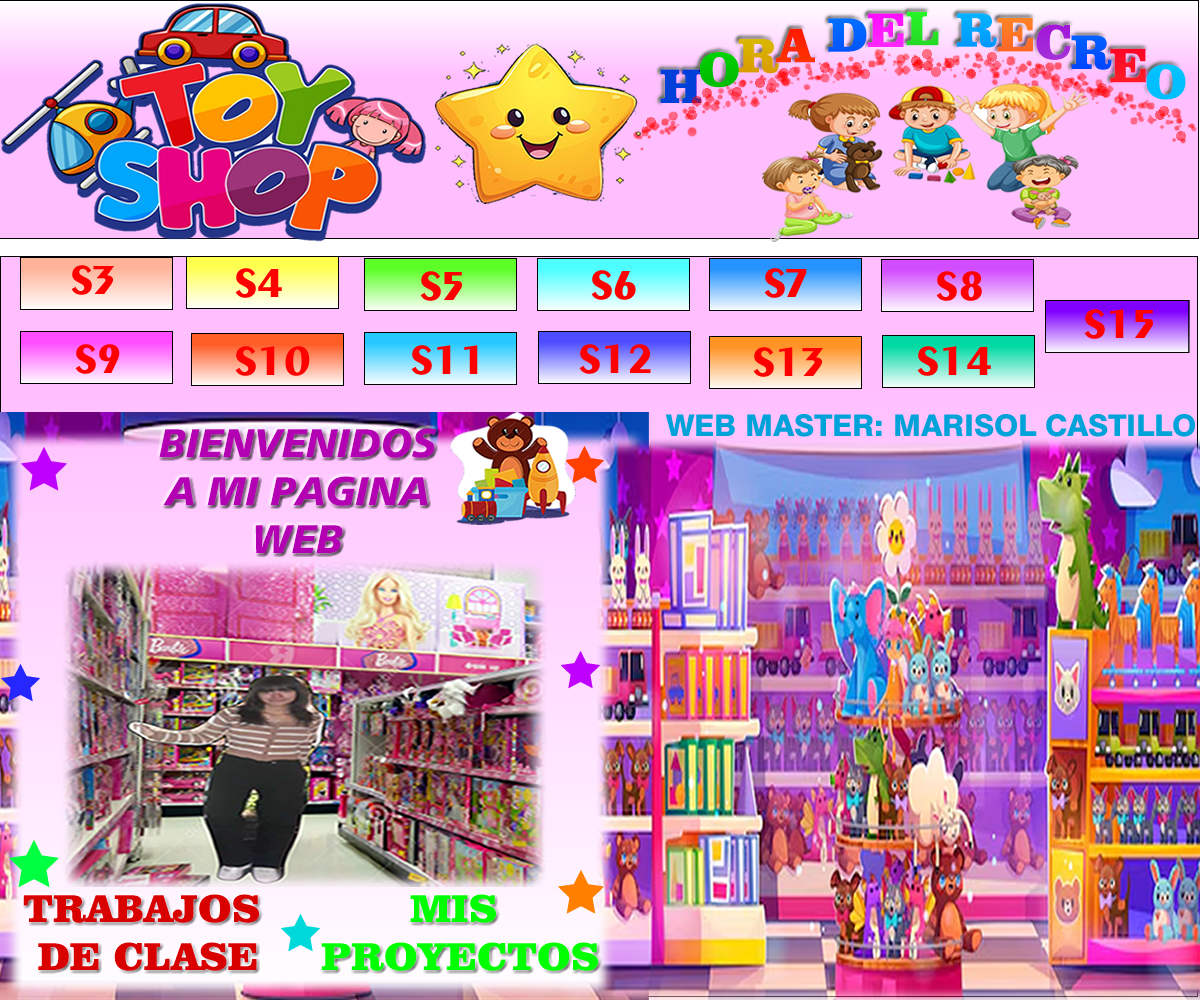 TOY
SHOP
HORA DEL RECREO
S3
S4
S5
S6
S7
S8
S15
S9
S10
S11
S12
S13
S14
WEB MASTER: MARISOL CASTILLO
BIENVENIDOS
A MI PAGINA
WEB
Barbie
Barbie
TRABAJOS
DE CLASE
MIS
PROYECTOS